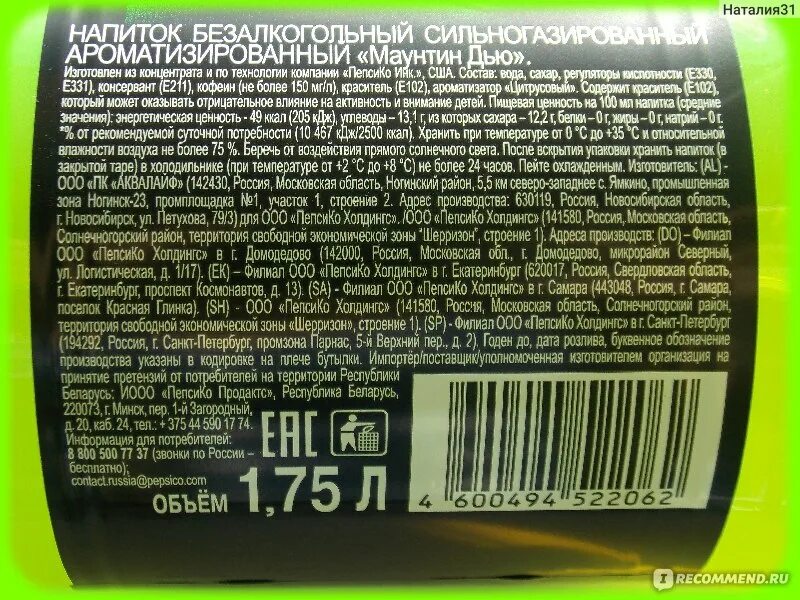 Наталия31
НАПИТОК БЕЗАЛКОГОЛЬНЫЙ СИЛЬНОГАЗИРОВАННЫЙ
АРОМАТИЗИРОВАННЫЙ «Маунтин Дью».
Изготовлен из концентрата и по технологии компании «ПепсиКо Инк.», США. Состав: вода, сахар, регуляторы кислотности (Е330,
Е331), консервант (Е211), кофеин (не более 150 мг/л), краситель (Е102), ароматизатор «Цитрусовый». Содержит краситель (Е102),
который может оказывать отрицательное влияние на активность и внимание детей. Пищевая ценность на 100 мл напитка (средние
значения): энергетическая ценность - 49 ккал (205 кДж), углеводы – 13,1 г, из которых сахара – 12,2 г, белки – 0 г, жиры – 0 г, натрий – 0 г.
*% от рекомендуемой суточной потребности (10 467 кДж/2500 ккал). Хранить при температуре от 0 °С до +35 °С и относительной
влажности воздуха не более 75 %. Беречь от воздействия прямого солнечного света. После вскрытия упаковки хранить напиток (в
закрытой таре) в холодильнике (при температуре от +2 °С до +8 °С) не более 24 часов. Пейте охлажденным. Изготовитель: (AL) -
ООО «ПК «АКВАЛАЙФ» (142430, Россия, Московская область, Ногинский район, 5,5 км северо-западнее с. Ямкино, промышленная
зона Ногинск-23, промплощадка №1, участок 1, строение 2. Адрес производства: 630119, Россия, Новосибирская область,
г. Новосибирск, ул. Петухова, 79/3) для ООО «ПепсиКо Холдингс». /ООО «ПепсиКо Холдингс» (141580, Россия, Московская область,
Солнечногорский район, территория свободной экономической зоны "Шерризон", строение 1). Адреса производств: (DO) – Филиал
ООО «ПепсиКо Холдингс» в г. Домодедово (142000, Россия, Московская обл., г. Домодедово, микрорайон Северный,
ул. Логистическая, д. 1/17). (EK) – Филиал ООО «ПепсиКо Холдингс» в г. Екатеринбург (620017, Россия, Свердловская область,
г. Екатеринбург, проспект Космонавтов, д. 13). (SA) - Филиал ООО «ПепсиКо Холдингс» в г. Самара (443048, Россия, г. Самара,
поселок Красная Глинка). (SH) - ООО «ПепсиКо Холдингс» (141580, Россия, Московская область, Солнечногорский район,
территория свободной экономической зоны «Шерризон», строение 1). (SP) - Филиал ООО «ПепсиКо Холдингс» в г. Санкт-Петербург
(194292, Россия, г. Санкт-Петербург, промзона Парнас, 5-й Верхний пер., д. 2). Годен до, дата розлива, буквенное обозначение
производства указаны в кодировке на плече бутылки. Импортёр/поставщик/уполномоченная изготовителем организация на
принятие претензий от потребителей на территории Республики
Беларусь: ИООО «ПепсиКо Продактс», Республика Беларусь,
220073, г. Минск, пер. 1-й Загородный,
д. 20, каб. 24, тел.: + 375 44 590 17 74.
Информация для потребителей:
8 800 500 77 37 (звонки по России –
бесплатно);
contact.russia@pepsico.com
EAC
ОБЪЁМ 1,75 Л
4 600494 522062
IRECOMMEND.RU